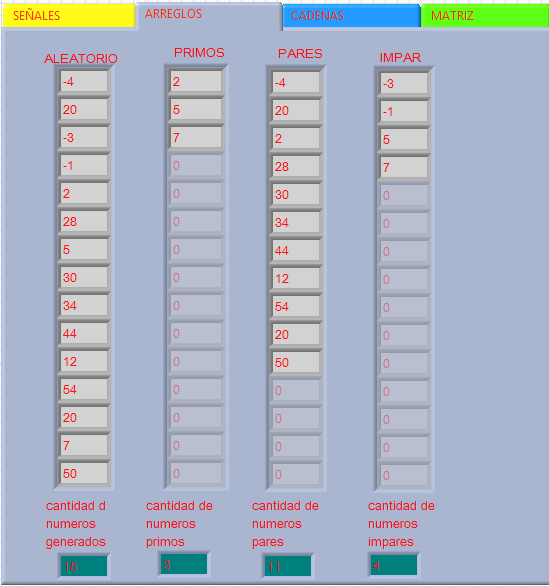 SEÑALES ARREGLOS CADENAS MATRIZ
ALEATORIO PRIMOS PARES IMPAR
-4 2 -4 -3
20 5 20 -1
-3 7 2 5
-1 0 28 7
2 0 30 0
28 0 34 0
5 0 44 0
30 0 12 0
34 0 54 0
44 0 20 0
12 0 50 0
54 0 0 0
20 0 0 0
7 0 0 0
50 0 0 0
cantidad d cantidad de cantidad de cantidad de
numeros numeros numeros numeros
generados primos pares impares
15 3 11 4